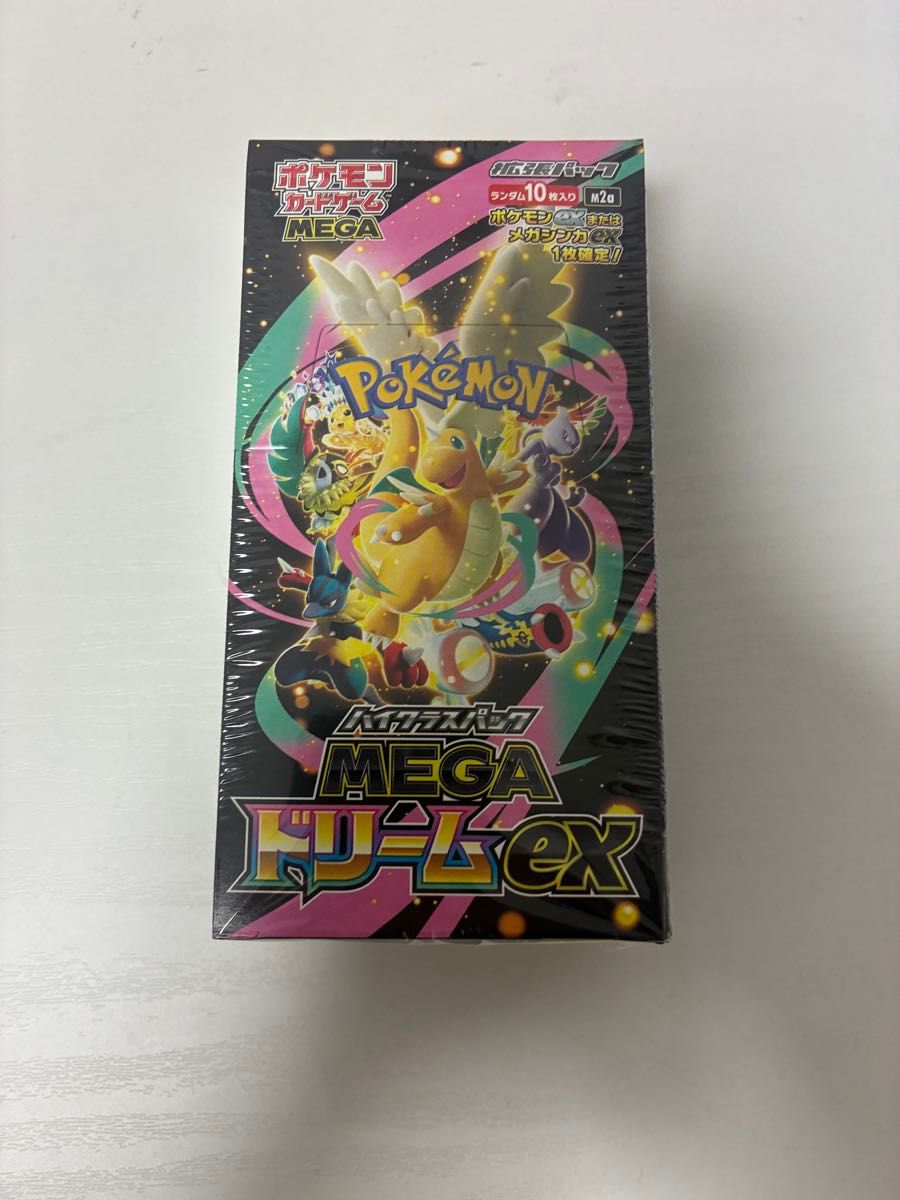 ポケモン
カードゲーム
MEGA
拡張パック
ランダム10枚入り M2a
ポケモンexまたは
メガシンカex
1枚確定!
POKéMON
ハイクラスパック
MEGA
ドリームex